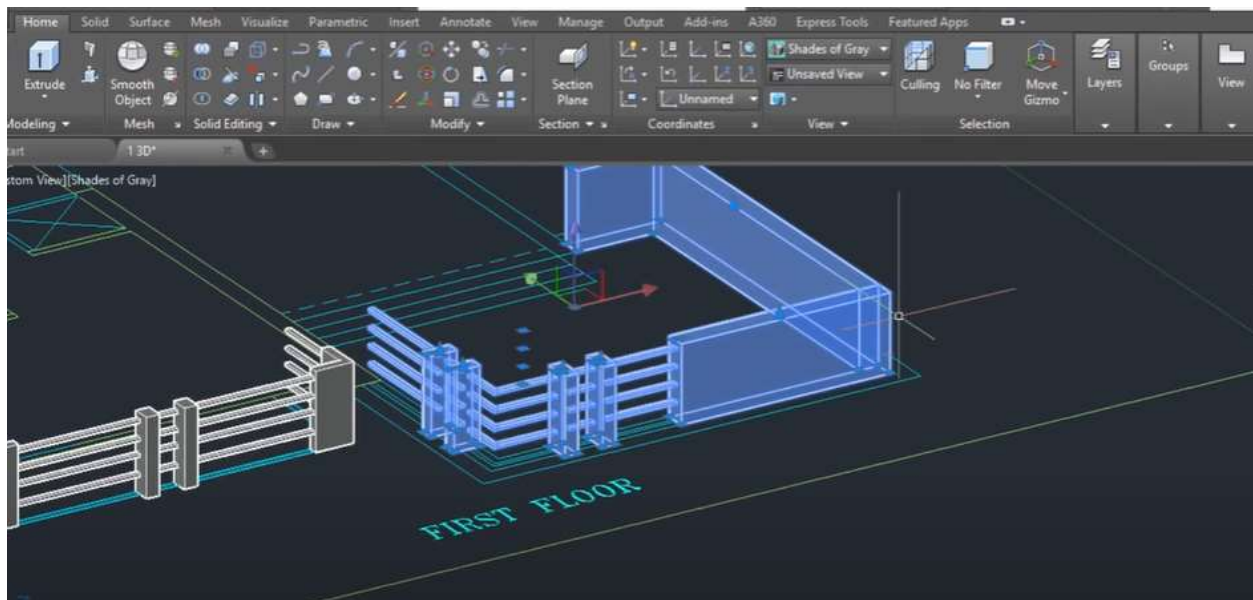 Home Solid Surface Mesh Visualize Parametric Insert Annotate View Manage Output Add-ins A360 Express Tools Featured Apps
Shades of Gray
Extrude Smooth Object Section Plane Unsaved View Culling No Filter Move Gizmo Layers Groups View
Unnamed
Modeling Mesh Solid Editing Draw Modify Section Coordinates View Selection
tart 1 3D*
stom View][Shades of Gray]
FIRST FLOOR